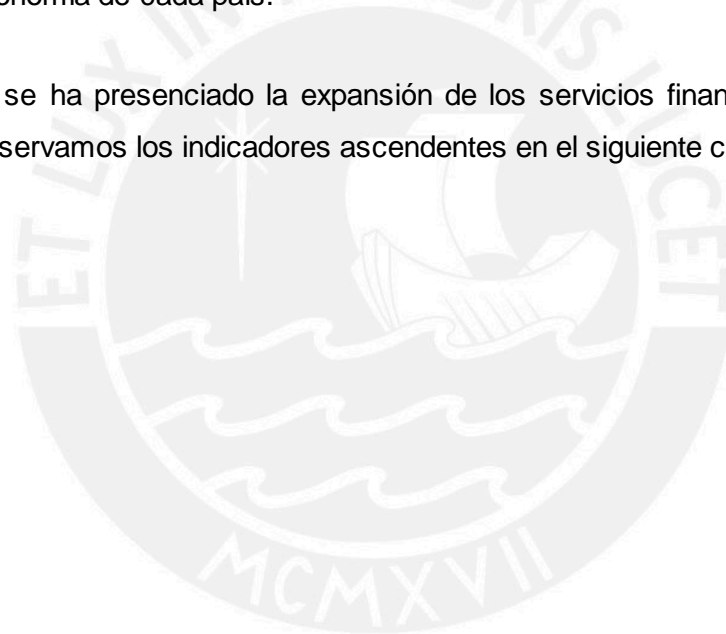 de cada país.
se ha presenciado la expansión de los servicios
los indicadores ascendentes en el siguiente
ET LUX IN LUCET
MCMXVII